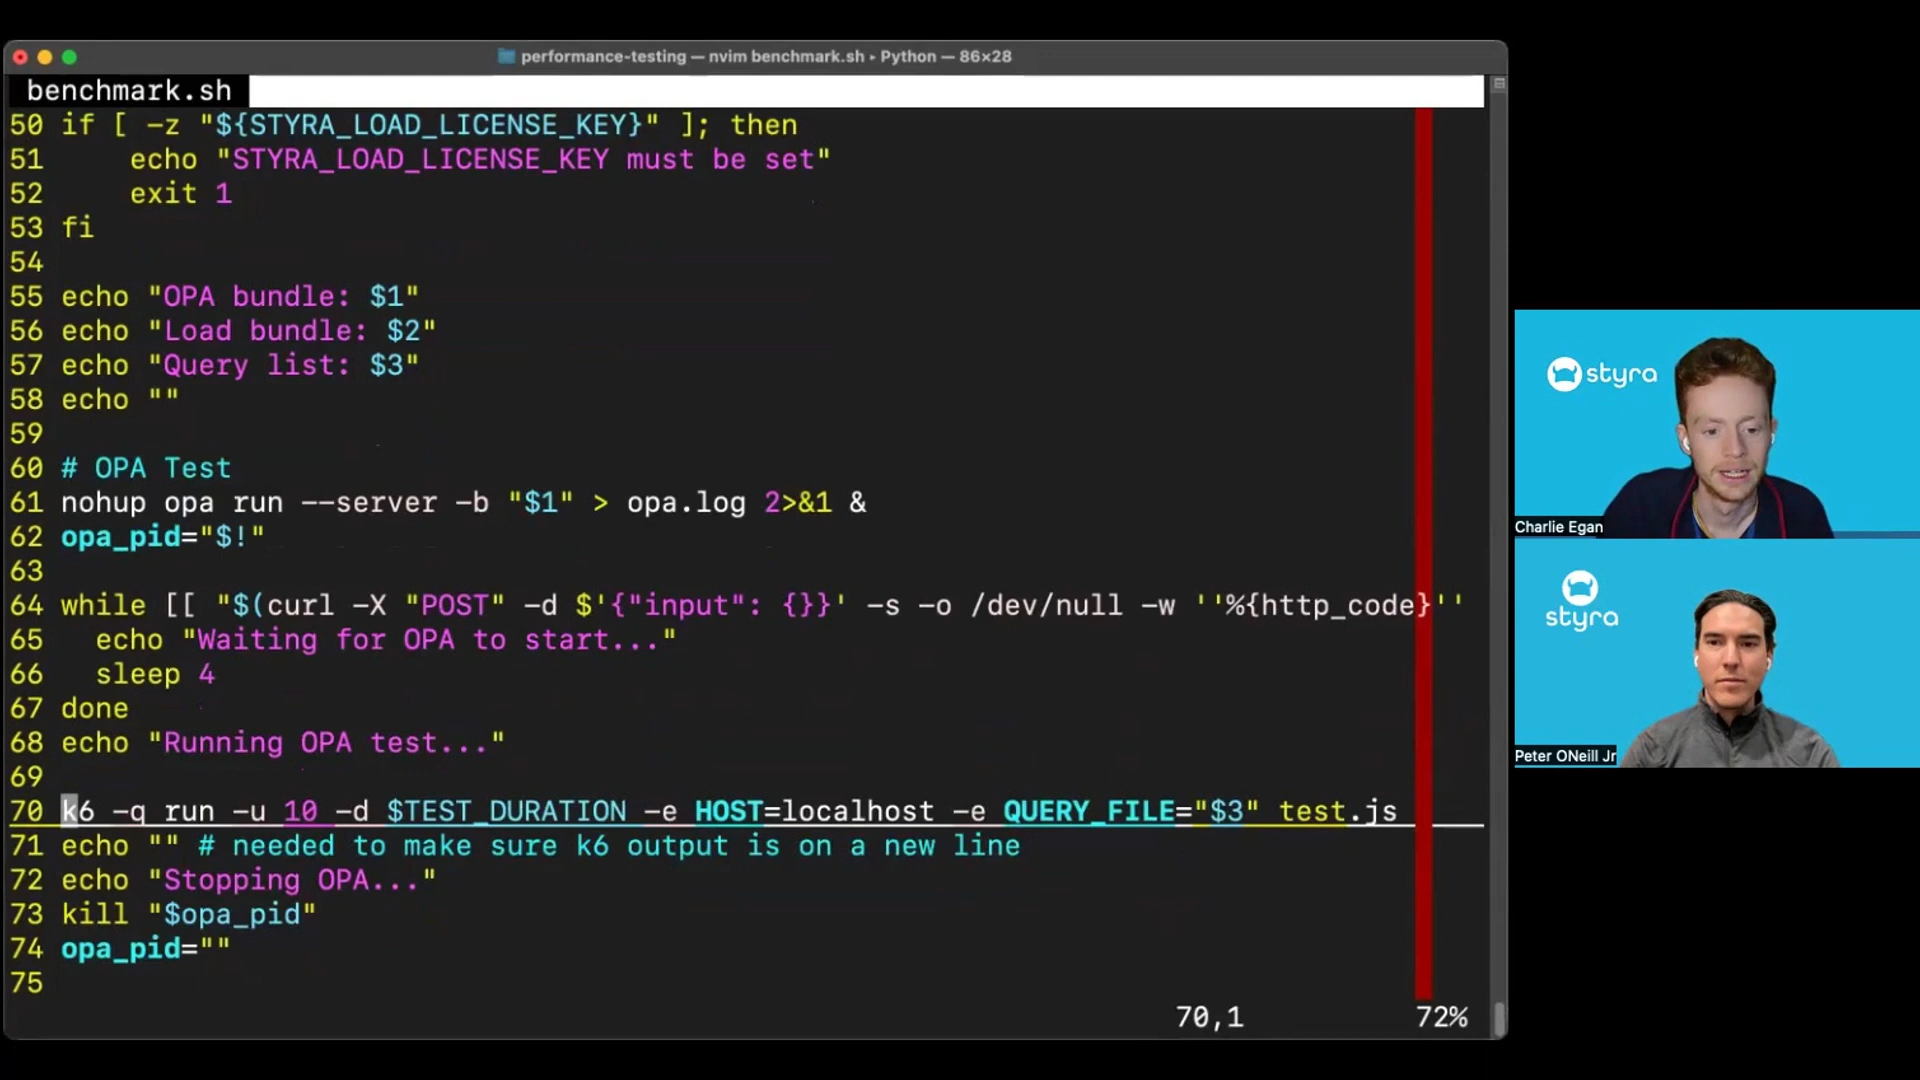 performance-testing — nvim benchmark.sh ▸ Python — 86×28
benchmark.sh
50 if [ -z "${STYRA_LOAD_LICENSE_KEY}" ]; then
51     echo "STYRA_LOAD_LICENSE_KEY must be set"
52     exit 1
53 fi
54
55 echo "OPA bundle: $1"
56 echo "Load bundle: $2"
57 echo "Query list: $3"
58 echo ""
59
60 # OPA Test
61 nohup opa run --server -b "$1" > opa.log 2>&1 &
62 opa_pid="$!"
63
64 while [[ "$(curl -X "POST" -d $'{"input": {}}' -s -o /dev/null -w ''%{http_code}''
65   echo "Waiting for OPA to start..."
66   sleep 4
67 done
68 echo "Running OPA test..."
69
70 k6 -q run -u 10 -d $TEST_DURATION -e HOST=localhost -e QUERY_FILE="$3" test.js
71 echo "" # needed to make sure k6 output is on a new line
72 echo "Stopping OPA..."
73 kill "$opa_pid"
74 opa_pid=""
75
70,1 72%
styra
Charlie Egan
styra
Peter ONeill Jr